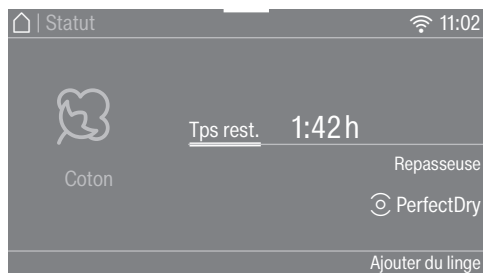 | Statut
11:02
Tps rest. 1:42 h
Coton
Repasseuse
PerfectDry
Ajouter du linge